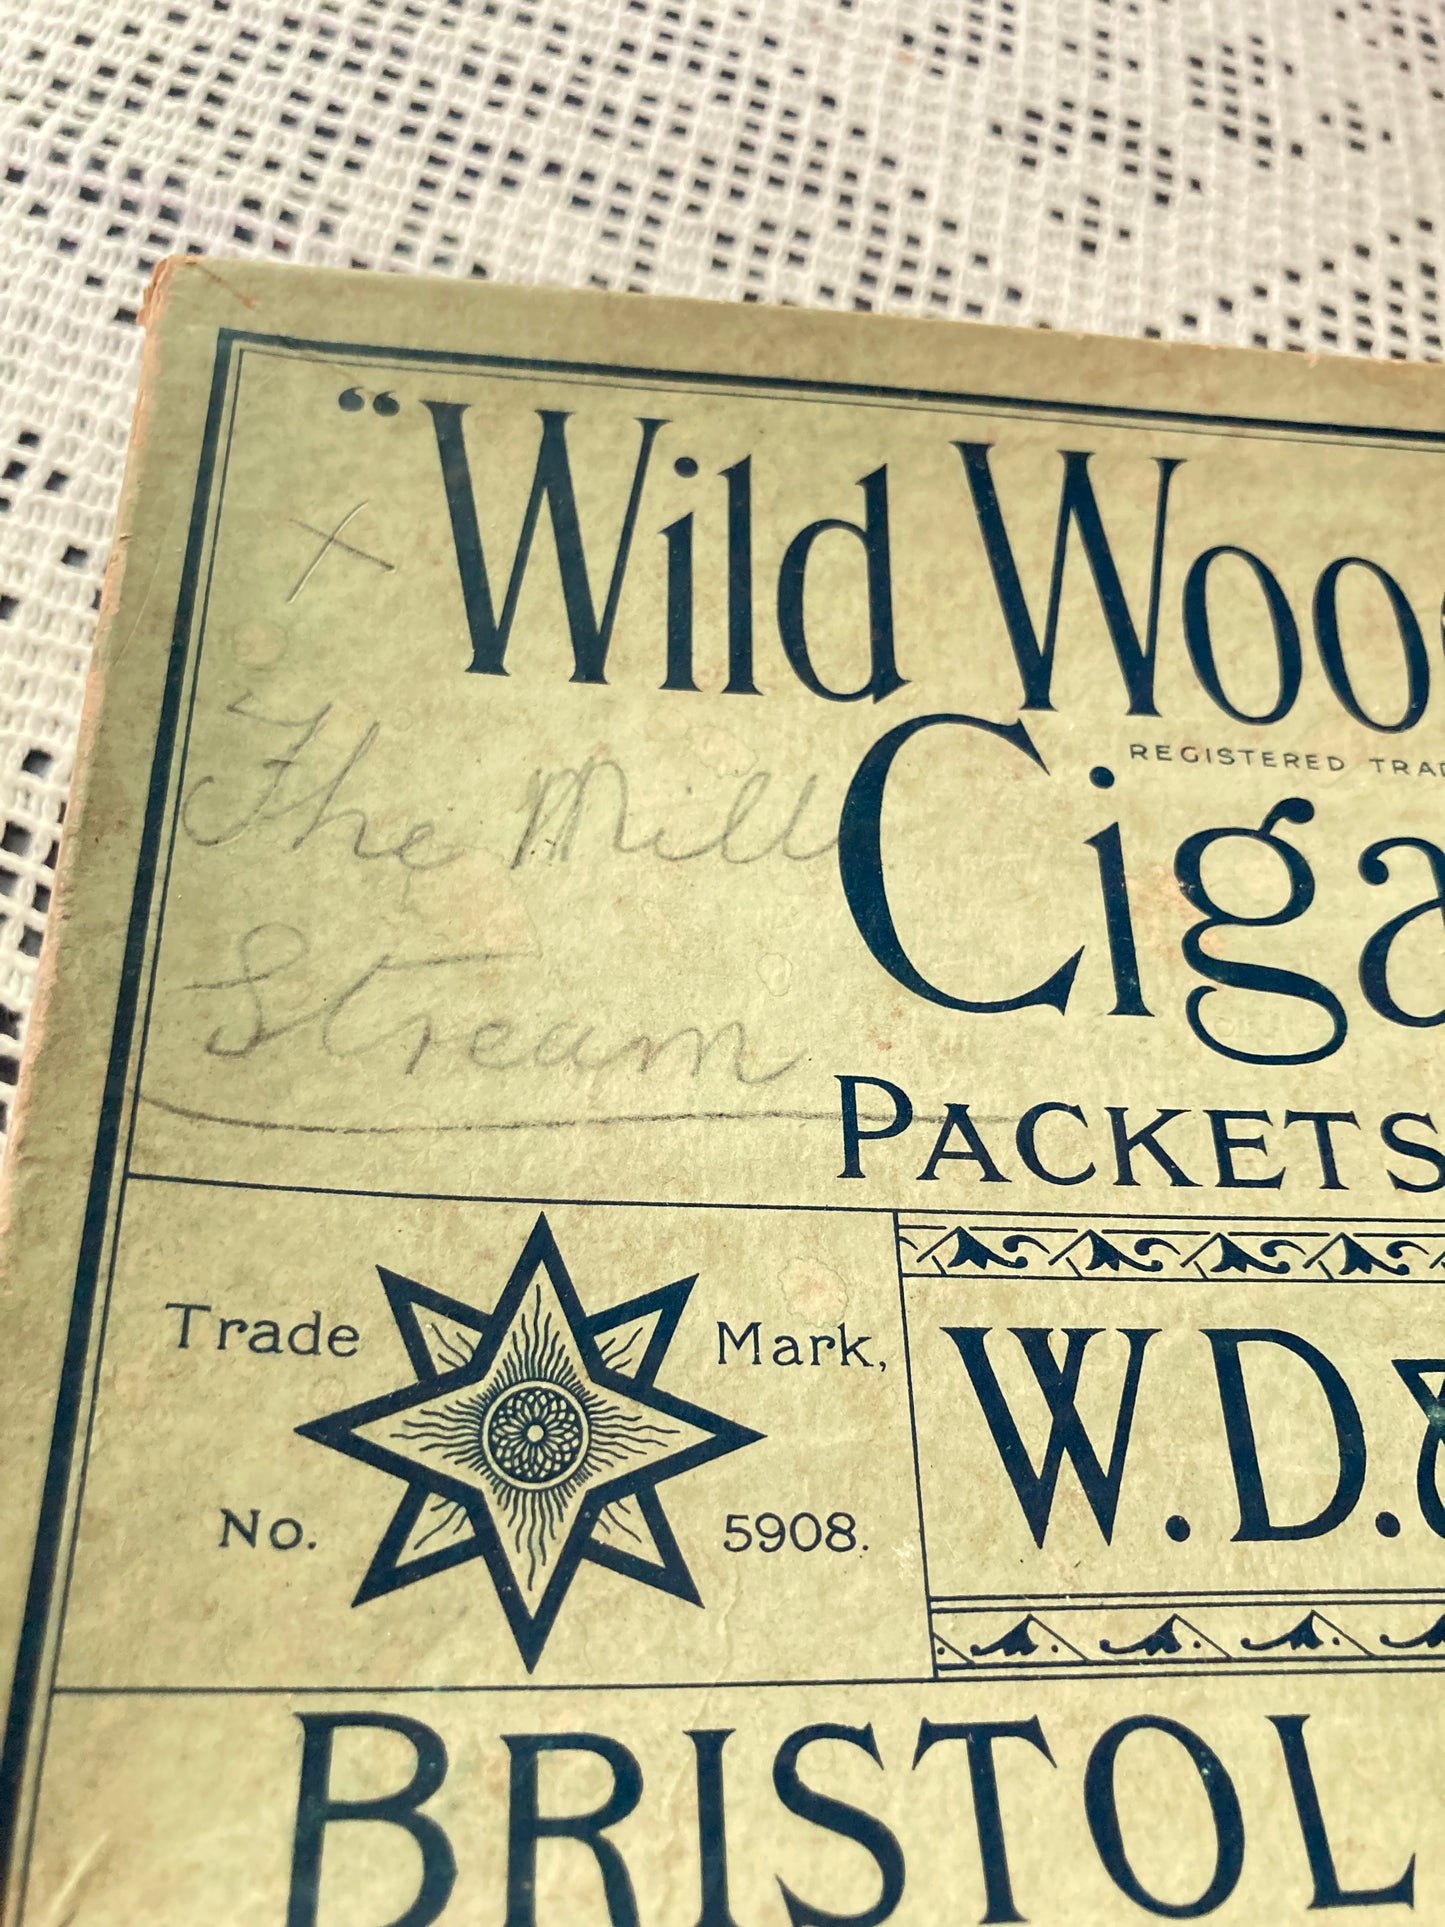 “Wild Woo
REGISTERED TRA
The Mill
Ciga
Stream
PACKETS
Trade Mark,
No. 5908.
W.D.&
BRISTOL